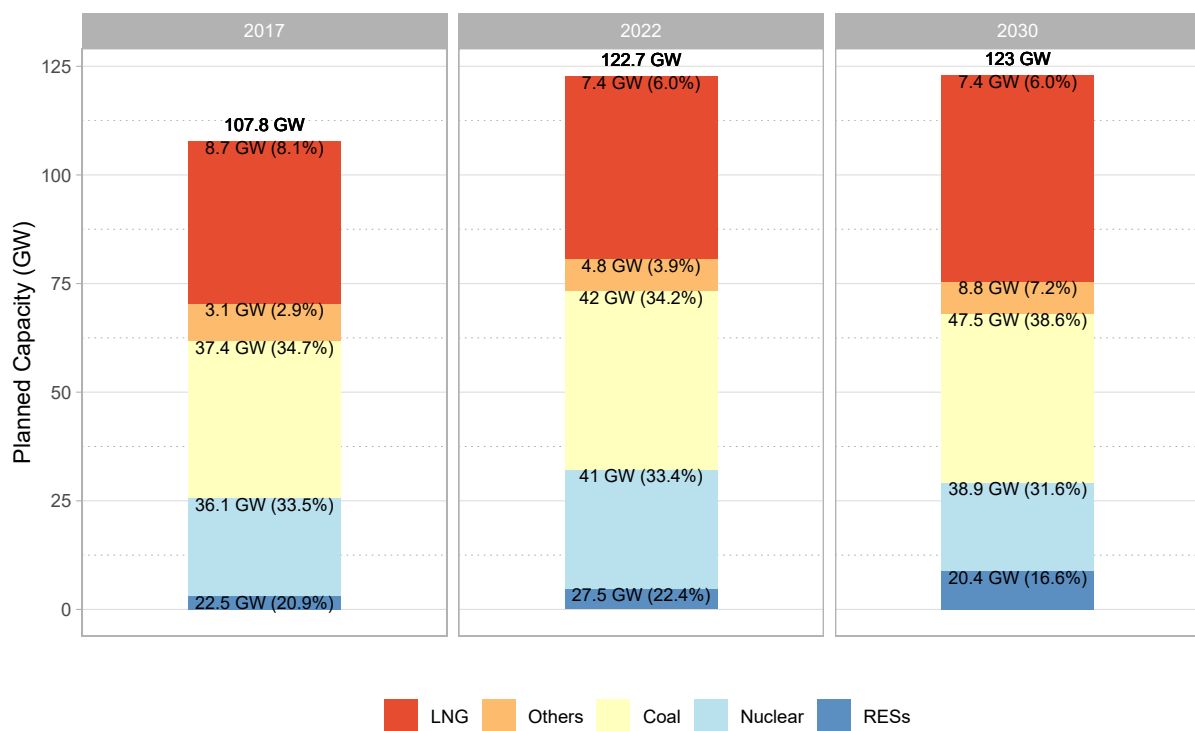 2017
2022
2030
Planned Capacity (GW)
125
100
75
50
25
0
107.8 GW
8.7 GW (8.1%)
3.1 GW (2.9%)
37.4 GW (34.7%)
36.1 GW (33.5%)
22.5 GW (20.9%)
122.7 GW
7.4 GW (6.0%)
4.8 GW (3.9%)
42 GW (34.2%)
41 GW (33.4%)
27.5 GW (22.4%)
123 GW
7.4 GW (6.0%)
8.8 GW (7.2%)
47.5 GW (38.6%)
38.9 GW (31.6%)
20.4 GW (16.6%)
LNG Others Coal Nuclear RESs